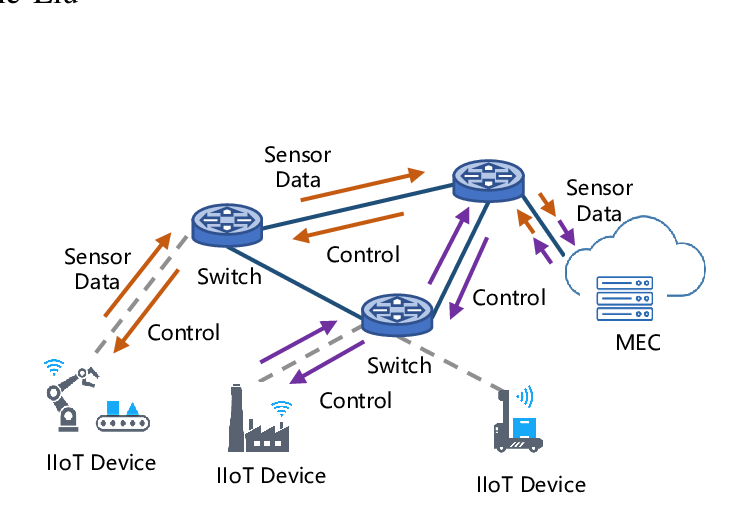 Sensor
Data
Sensor
Data
Control
Sensor
Data
Switch
Control
Control
MEC
Switch
Control
IIoT Device
IIoT Device
IIoT Device